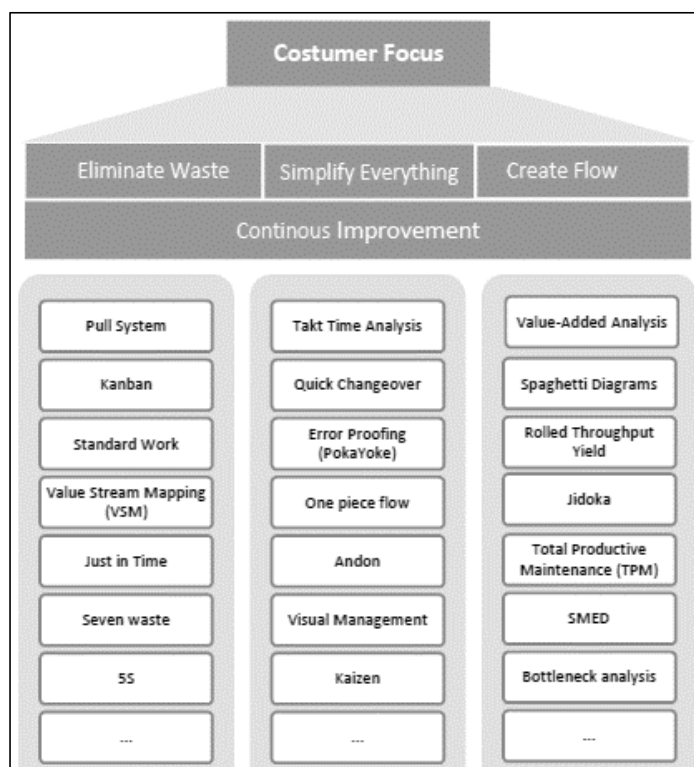 Costumer Focus
Eliminate Waste
Simplify Everything
Create Flow
Continous Improvement
Pull System
Kanban
Standard Work
Value Stream Mapping
(VSM)
Just in Time
Seven waste
5S
...
Takt Time Analysis
Quick Changeover
Error Proofing
(PokaYoke)
One piece flow
Andon
Visual Management
Kaizen
...
Value-Added Analysis
Spaghetti Diagrams
Rolled Throughput
Yield
Jidoka
Total Productive
Maintenance (TPM)
SMED
Bottleneck analysis
...